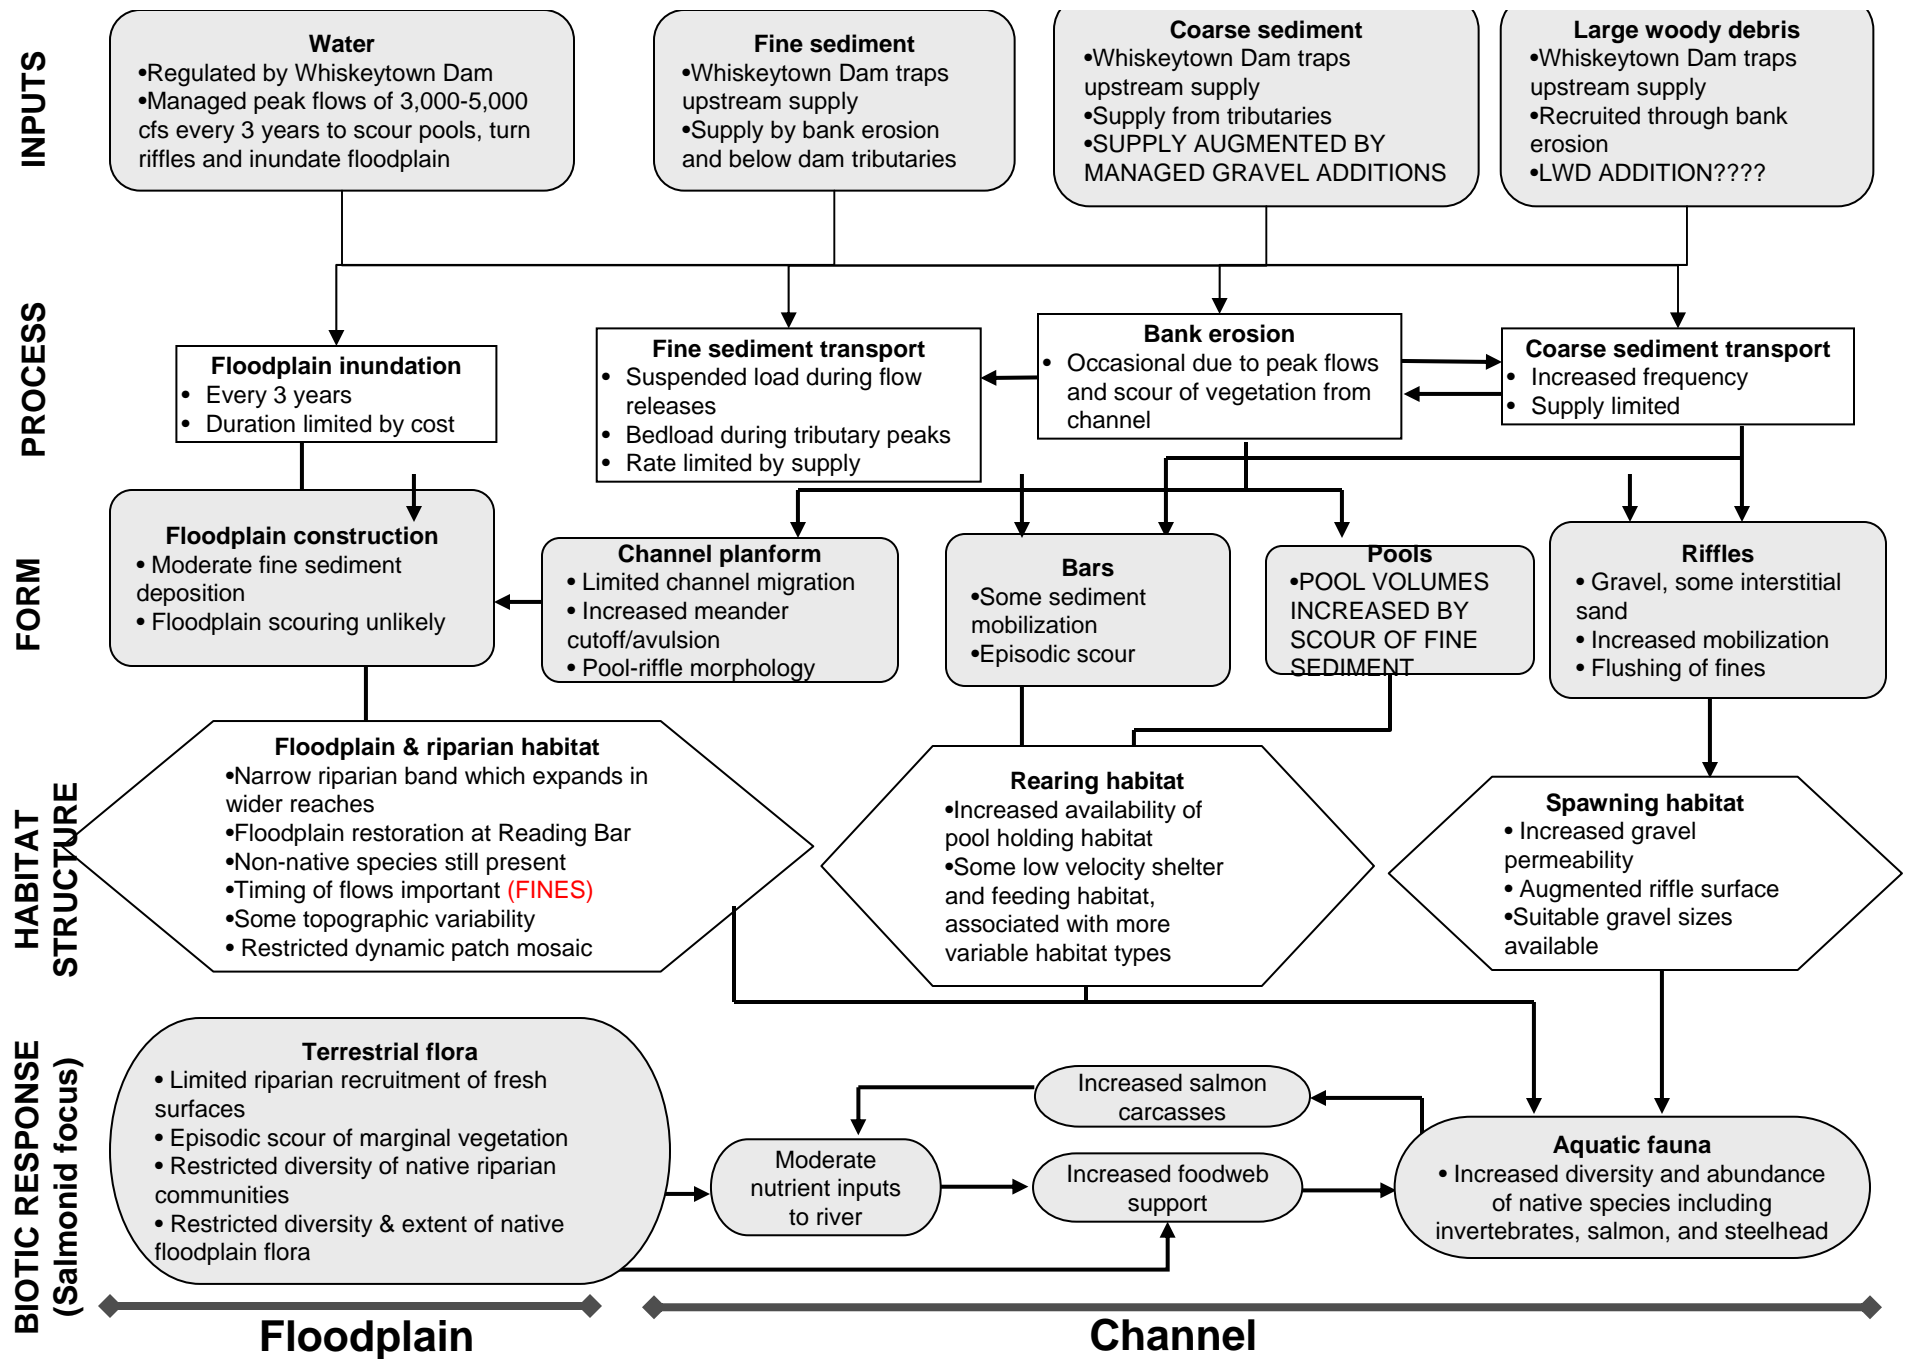 INPUTS
Water
•Regulated by Whiskeytown Dam
•Managed peak flows of 3,000-5,000
cfs every 3 years to scour pools, turn
riffles and inundate floodplain
Fine sediment
•Whiskeytown Dam traps
upstream supply
•Supply by bank erosion
and below dam tributaries
Coarse sediment
•Whiskeytown Dam traps
upstream supply
•Supply from tributaries
•SUPPLY AUGMENTED BY
MANAGED GRAVEL ADDITIONS
Large woody debris
•Whiskeytown Dam traps
upstream supply
•Recruited through bank
erosion
•LWD ADDITION????
PROCESS
Floodplain inundation
• Every 3 years
• Duration limited by cost
Fine sediment transport
• Suspended load during flow
releases
• Bedload during tributary peaks
• Rate limited by supply
Bank erosion
• Occasional due to peak flows
and scour of vegetation from
channel
Coarse sediment transport
• Increased frequency
• Supply limited
FORM
Floodplain construction
• Moderate fine sediment
deposition
• Floodplain scouring unlikely
Channel planform
• Limited channel migration
• Increased meander
cutoff/avulsion
• Pool-riffle morphology
Bars
•Some sediment
mobilization
•Episodic scour
Pools
•POOL VOLUMES
INCREASED BY
SCOUR OF FINE
SEDIMENT
Riffles
• Gravel, some interstitial
sand
• Increased mobilization
• Flushing of fines
HABITAT
STRUCTURE
Floodplain & riparian habitat
•Narrow riparian band which expands in
wider reaches
•Floodplain restoration at Reading Bar
•Non-native species still present
•Timing of flows important (FINES)
•Some topographic variability
• Restricted dynamic patch mosaic
Rearing habitat
•Increased availability of
pool holding habitat
•Some low velocity shelter
and feeding habitat,
associated with more
variable habitat types
Spawning habitat
• Increased gravel
permeability
• Augmented riffle surface
•Suitable gravel sizes
available
BIOTIC RESPONSE
(Salmonid focus)
Terrestrial flora
• Limited riparian recruitment of fresh
surfaces
• Episodic scour of marginal vegetation
• Restricted diversity of native riparian
communities
• Restricted diversity & extent of native
floodplain flora
Increased salmon
carcasses
Moderate
nutrient inputs
to river
Increased foodweb
support
Aquatic fauna
• Increased diversity and abundance
of native species including
invertebrates, salmon, and steelhead
Floodplain
Channel